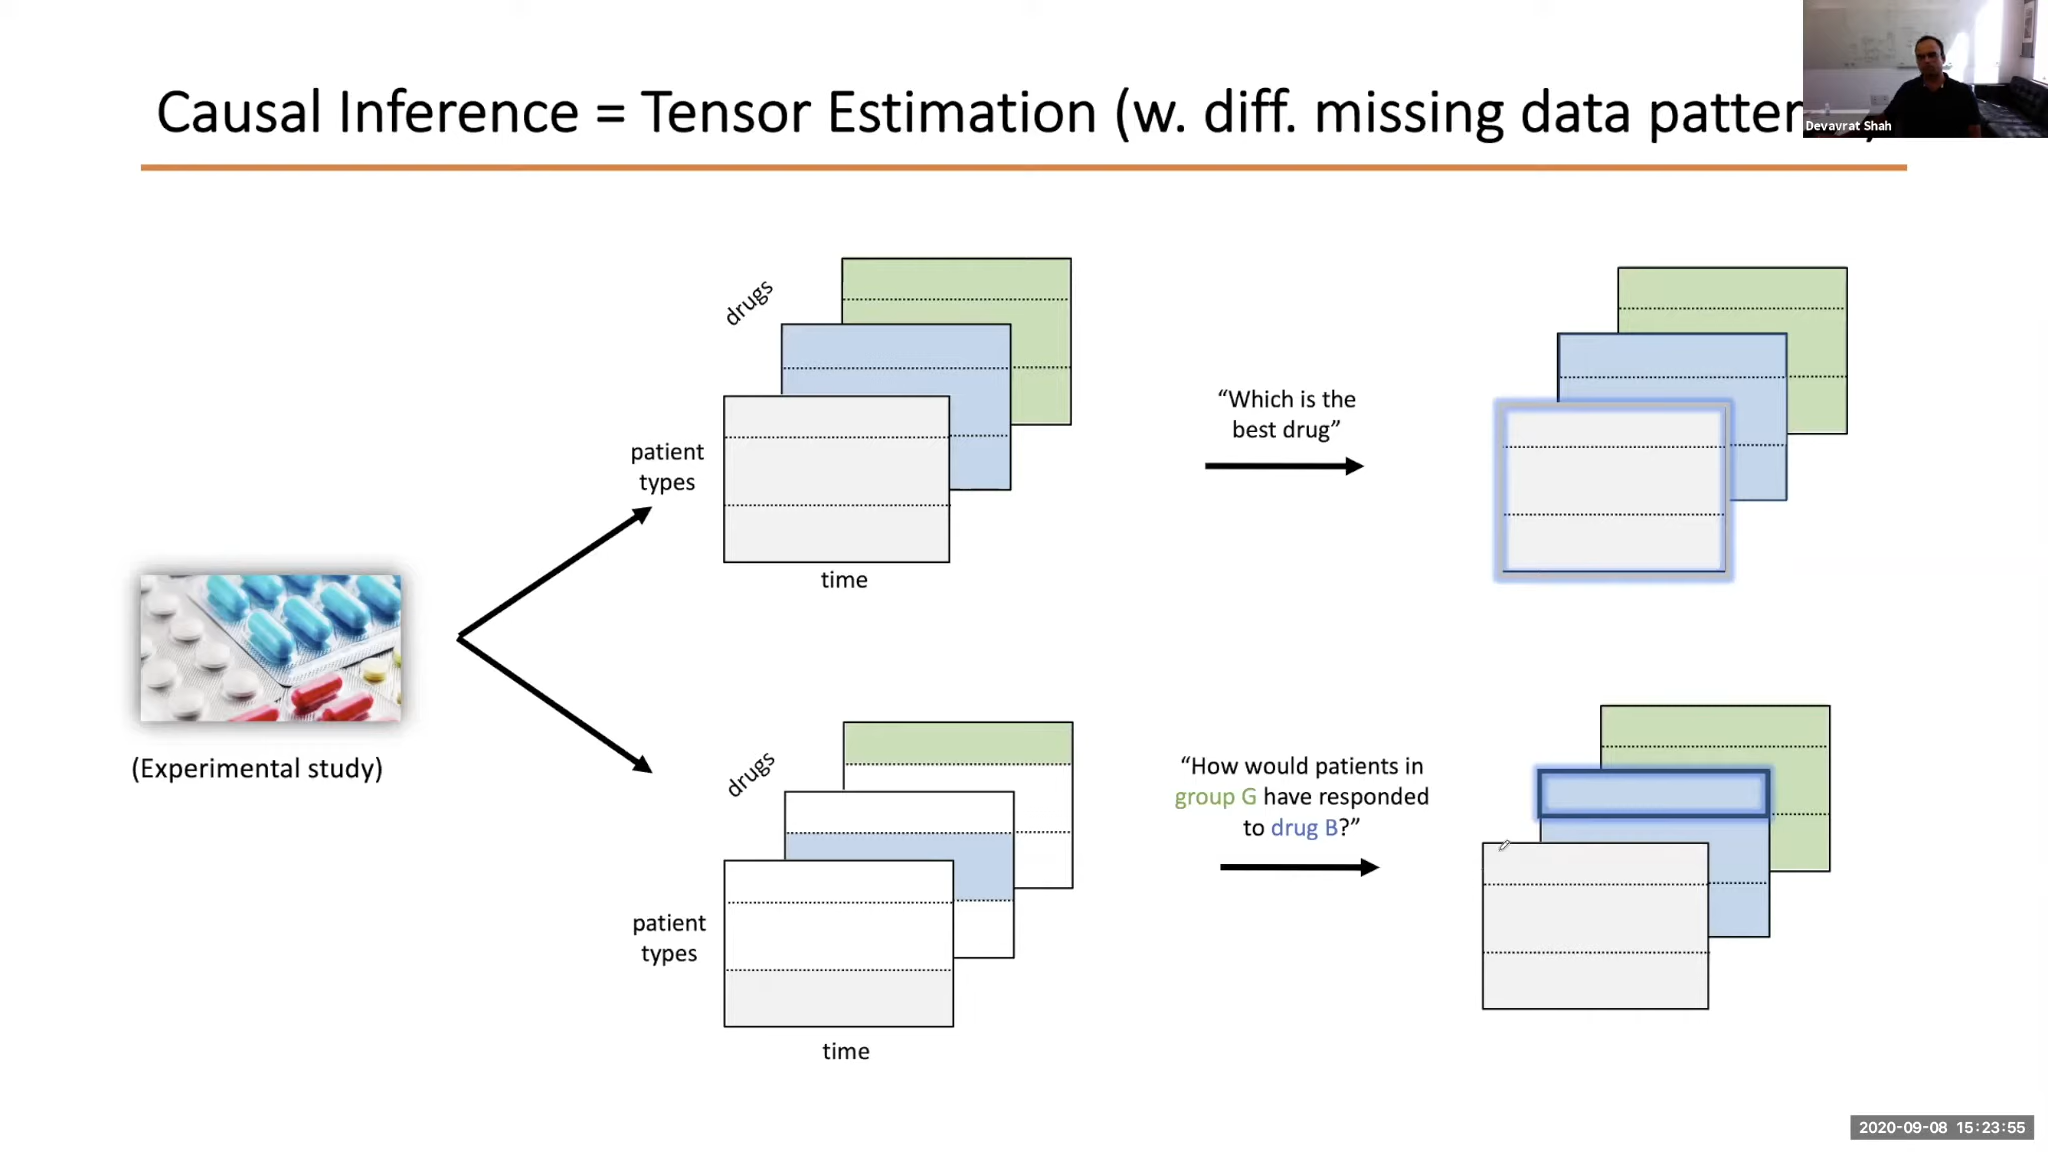 Causal Inference = Tensor Estimation (w. diff. missing data patter
Devavrat Shah
drugs
patient
types
time
“Which is the
best drug”
(Experimental study)
drugs
patient
types
time
“How would patients in
group G have responded
to drug B?”
2020-09-08 15:23:55